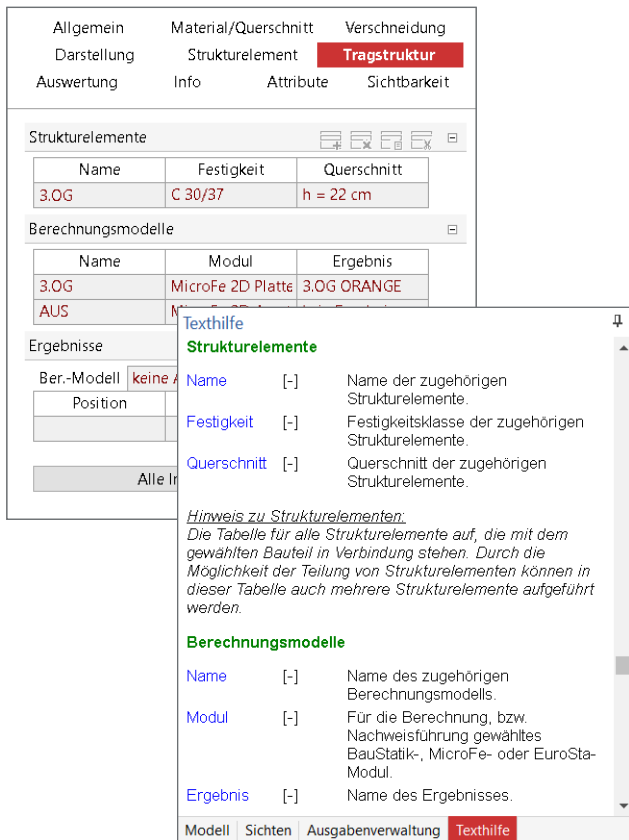 Allgemein Material/Querschnitt Verschneidung
Darstellung Strukturelement Tragstruktur
Auswertung Info Attribute Sichtbarkeit
Strukturelemente
Name Festigkeit Querschnitt
3.OG C 30/37 h = 22 cm
Berechnungsmodelle
Name Modul Ergebnis
3.OG MicroFe 2D Platte 3.OG ORANGE
AUS
Ergebnisse
Ber.-Modell keine
Position
Alle
Texthilfe
Strukturelemente
Name [-] Name der zugehörigen
Strukturelemente.
Festigkeit [-] Festigkeitsklasse der zugehörigen
Strukturelemente.
Querschnitt [-] Querschnitt der zugehörigen
Strukturelemente.
Hinweis zu Strukturelementen:
Die Tabelle für alle Strukturelemente auf, die mit dem
gewählten Bauteil in Verbindung stehen. Durch die
Möglichkeit der Teilung von Strukturelementen können in
dieser Tabelle auch mehrere Strukturelemente aufgeführt
werden.
Berechnungsmodelle
Name [-] Name des zugehörigen
Berechnungsmodells.
Modul [-] Für die Berechnung, bzw.
Nachweisführung gewähltes
BauStatik-, MicroFe- oder EuroSta-
Modul.
Ergebnis [-] Name des Ergebnisses.
Modell Sichten Ausgabenverwaltung Texthilfe